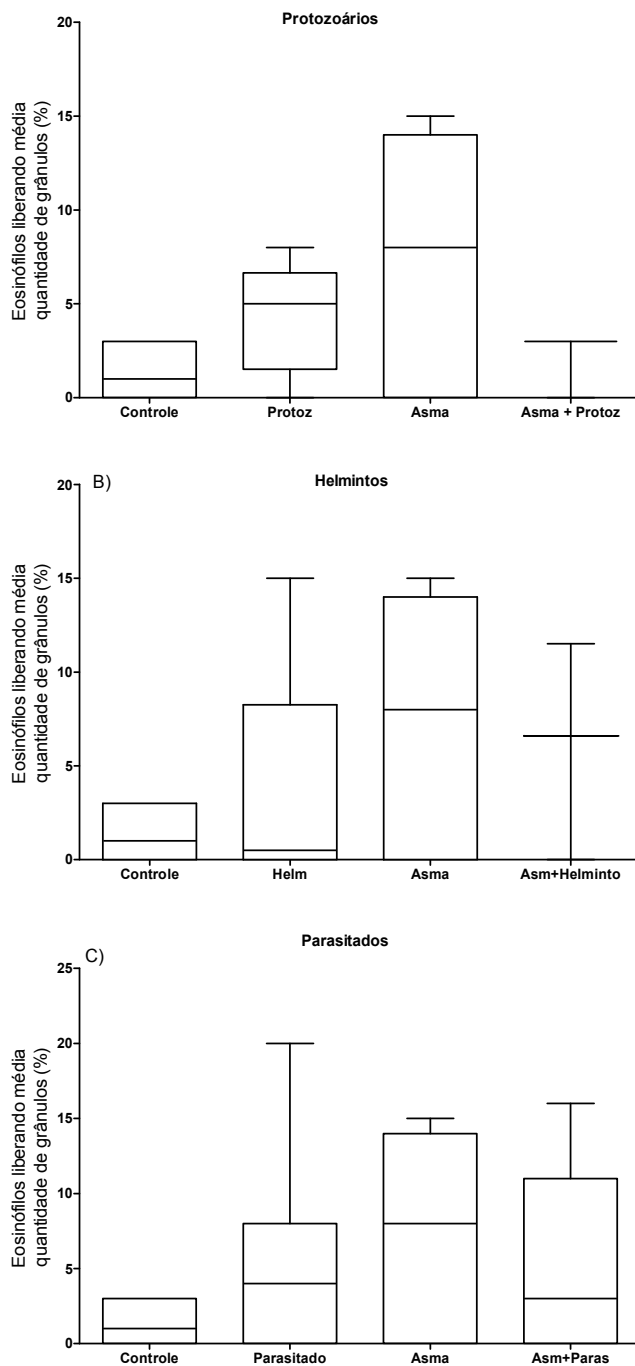 Protozoários
Eosinófilos liberando média
quantidade de grânulos (%)
20
15
10
5
0
Controle Protoz Asma Asma + Protoz
B)
Helmintos
Eosinófilos liberando média
quantidade de grânulos (%)
20
15
10
5
0
Controle Helm Asma Asm+Helminto
Parasitados
C)
Eosinófilos liberando média
quantidade de grânulos (%)
25
20
15
10
5
0
Controle Parasitado Asma Asm+Paras